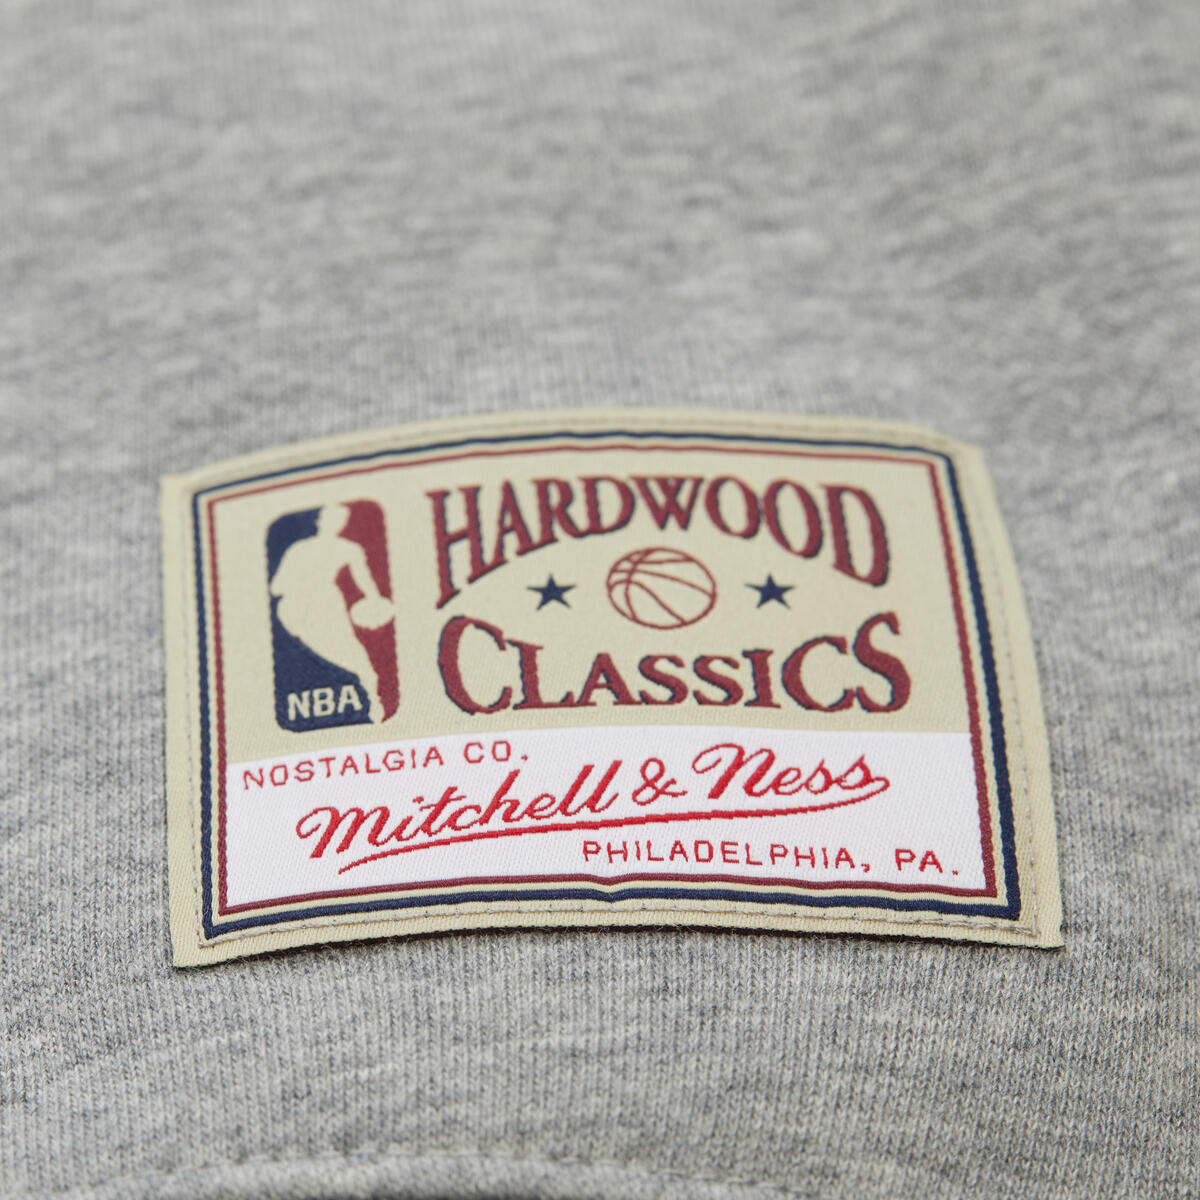 HARDWOOD
CLASSICS
NBA
NOSTALGIA CO.
Mitchell & Ness
PHILADELPHIA, PA.